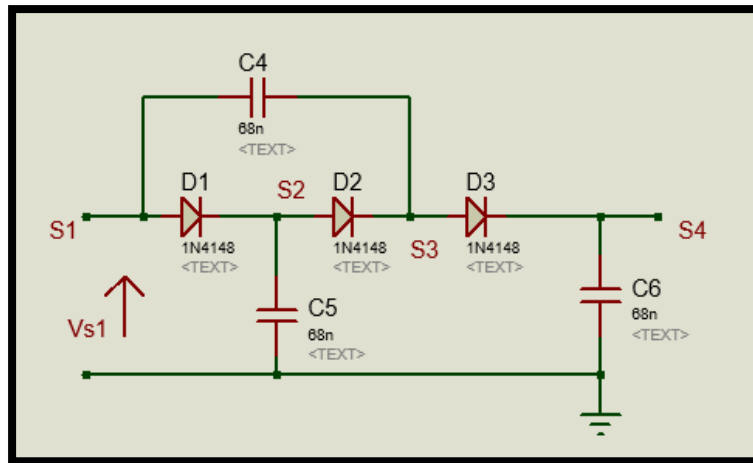 C4
68n
<TEXT>
D1
S2
D2
D3
S1
1N4148
<TEXT>
1N4148
<TEXT>
S3
1N4148
<TEXT>
S4
Vs1
C5
68n
<TEXT>
C6
68n
<TEXT>